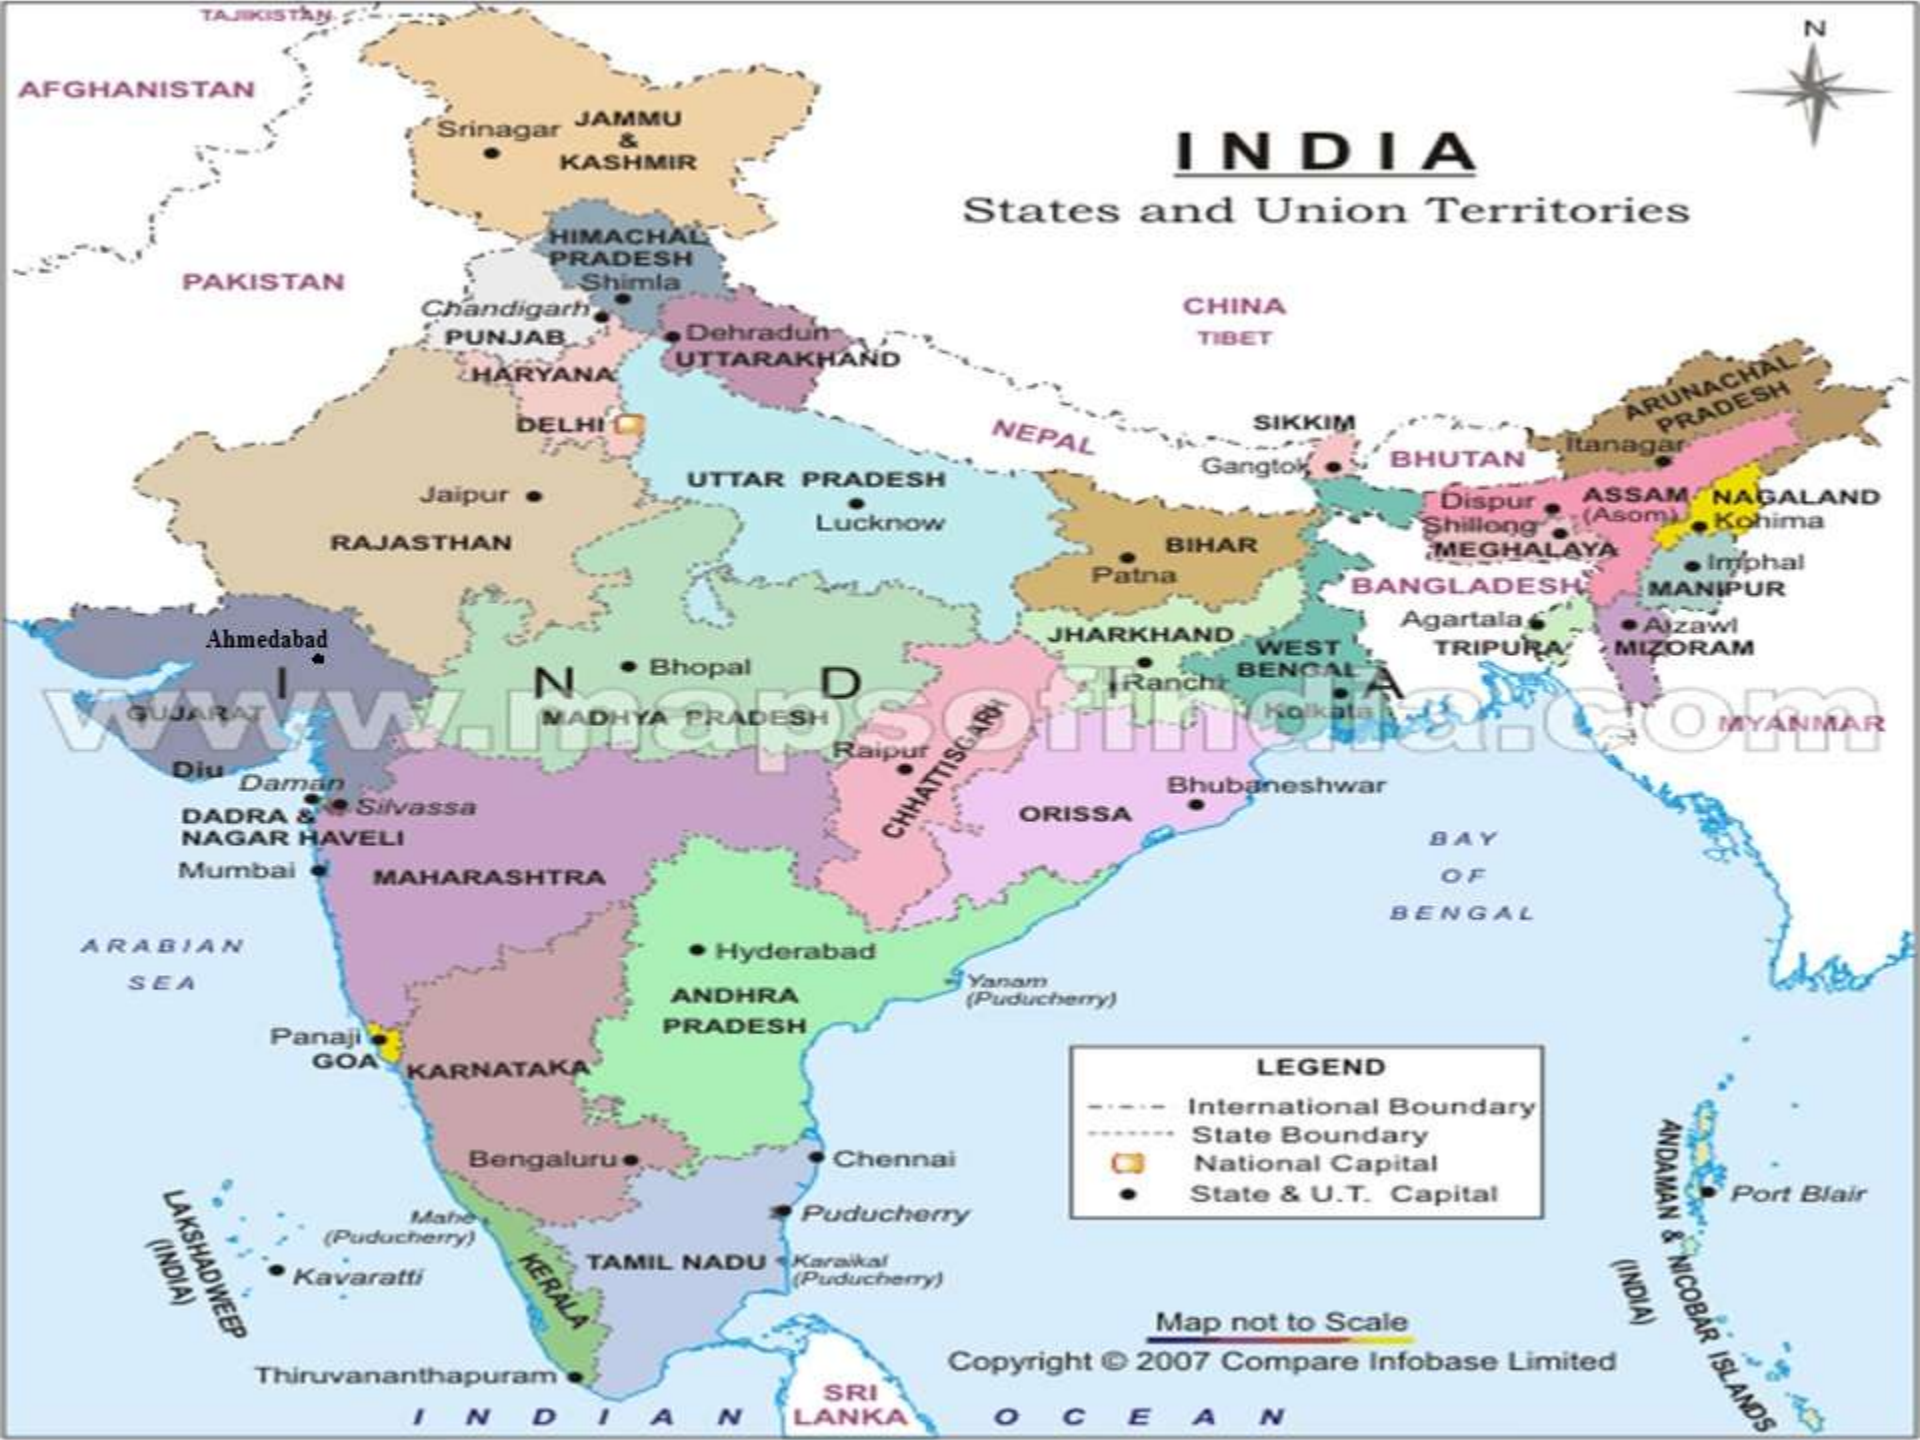 TAJIKISTAN
AFGHANISTAN
N
Srinagar
JAMMU
&
KASHMIR
INDIA
States and Union Territories
HIMACHAL
PRADESH
Shimla
PAKISTAN
Chandigarh
PUNJAB
Dehradun
UTTARAKHAND
CHINA
TIBET
HARYANA
DELHI
NEPAL
SIKKIM
Gangtok
BHUTAN
ARUNACHAL
PRADESH
Itanagar
Jaipur
RAJASTHAN
UTTAR PRADESH
Lucknow
BIHAR
Patna
Dispur
ASSAM
(Asom)
NAGALAND
Kohima
Shillong
MEGHALAYA
BANGLADESH
Imphal
MANIPUR
Agartala
TRIPURA
Aizawl
MIZORAM
Ahmedabad
JHARKHAND
Ranchi
WEST
BENGAL
Kolkata
I N D I A
Bhopal
MADHYA PRADESH
GUJARAT
www.mapsofindia.com
MYANMAR
Raipur
CHHATTISGARH
Diu
Daman
Silvassa
DADRA &
NAGAR HAVELI
Mumbai
MAHARASHTRA
Bhubaneshwar
ORISSA
BAY
OF
BENGAL
ARABIAN
SEA
Hyderabad
ANDHRA
PRADESH
Yanam
(Puducherry)
Panaji
GOA
KARNATAKA
LEGEND
International Boundary
State Boundary
National Capital
State & U.T. Capital
Bengaluru
Chennai
Mahe
(Puducherry)
Puducherry
TAMIL NADU
Karaikal
(Puducherry)
KERALA
LAKSHADWEEP
(INDIA)
Kavaratti
Thiruvananthapuram
Port Blair
ANDAMAN & NICOBAR ISLANDS
(INDIA)
Map not to Scale
Copyright © 2007 Compare Infobase Limited
SRI
LANKA
INDIAN OCEAN